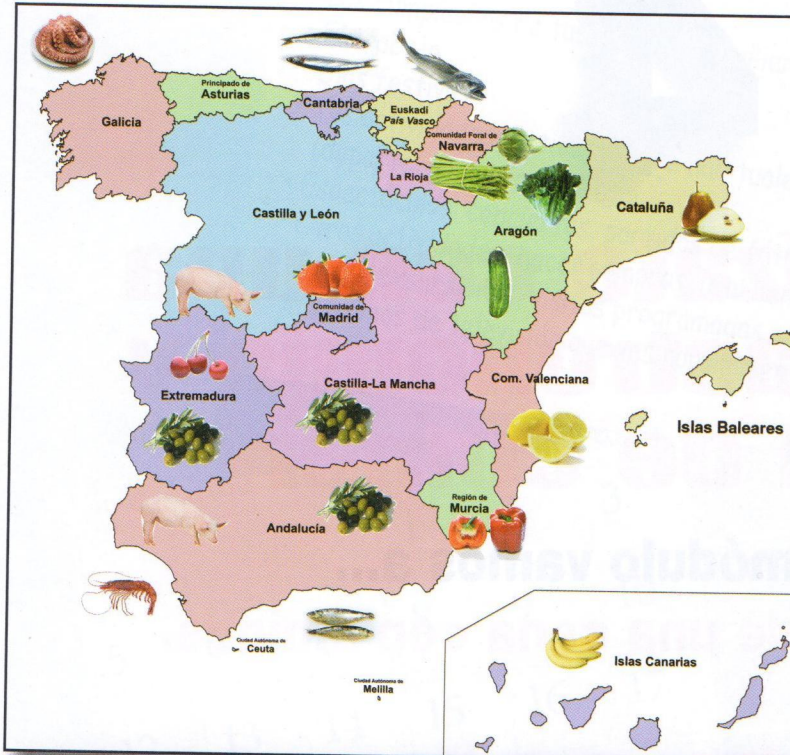 Principado de
Asturias
Cantabria
Euskadi
País Vasco
Galicia
Comunidad Foral de
Navarra
La Rioja
Castilla y León
Cataluña
Aragón
Comunidad de
Madrid
Extremadura
Castilla-La Mancha
Com. Valenciana
Islas Baleares
Región de
Murcia
Andalucía
Ciudad Autónoma de
Ceuta
Ciudad Autónoma de
Melilla
Islas Canarias
módulo vamos a...